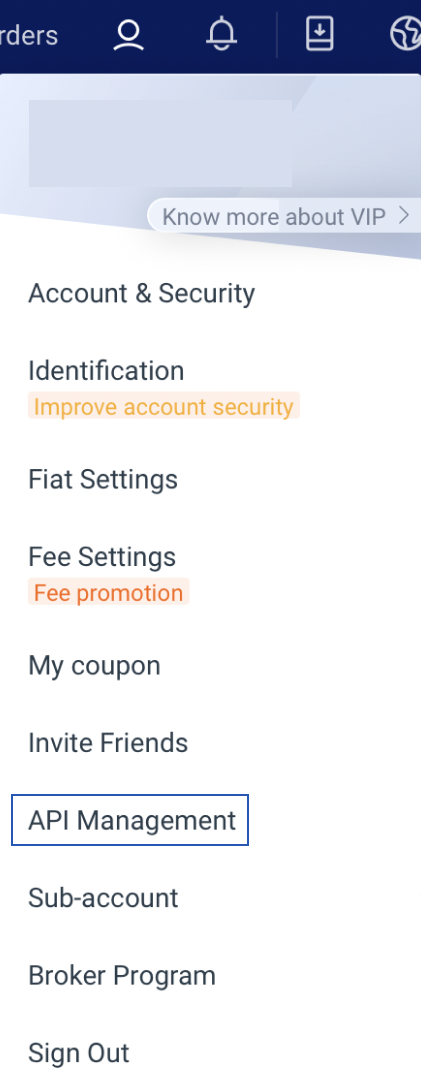 rders
Know more about VIP
Account & Security
Identification
Improve account security
Fiat Settings
Fee Settings
Fee promotion
My coupon
Invite Friends
API Management
Sub-account
Broker Program
Sign Out